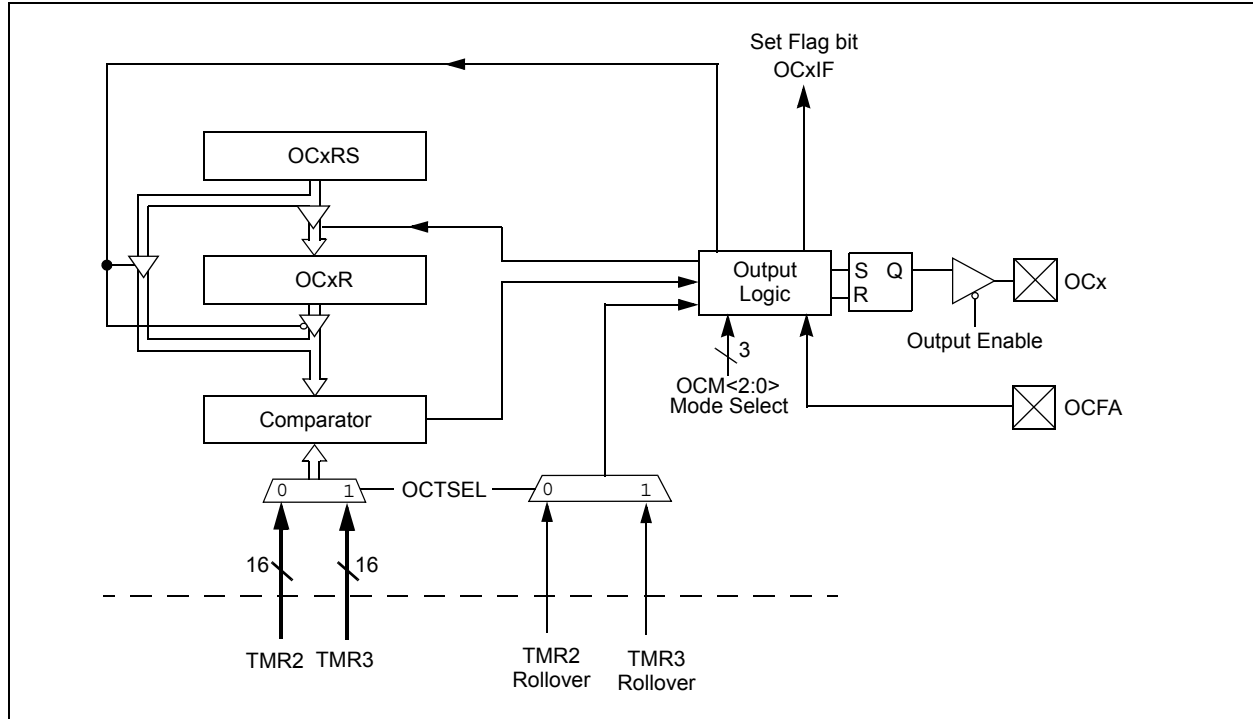 Set Flag bit
OCxIF
OCxRS
OCxR
Output
Logic
S Q
R
OCx
Output Enable
3
OCM<2:0>
Mode Select
OCFA
Comparator
0 1
OCTSEL
0 1
16 16
TMR2 TMR3
TMR2
Rollover
TMR3
Rollover